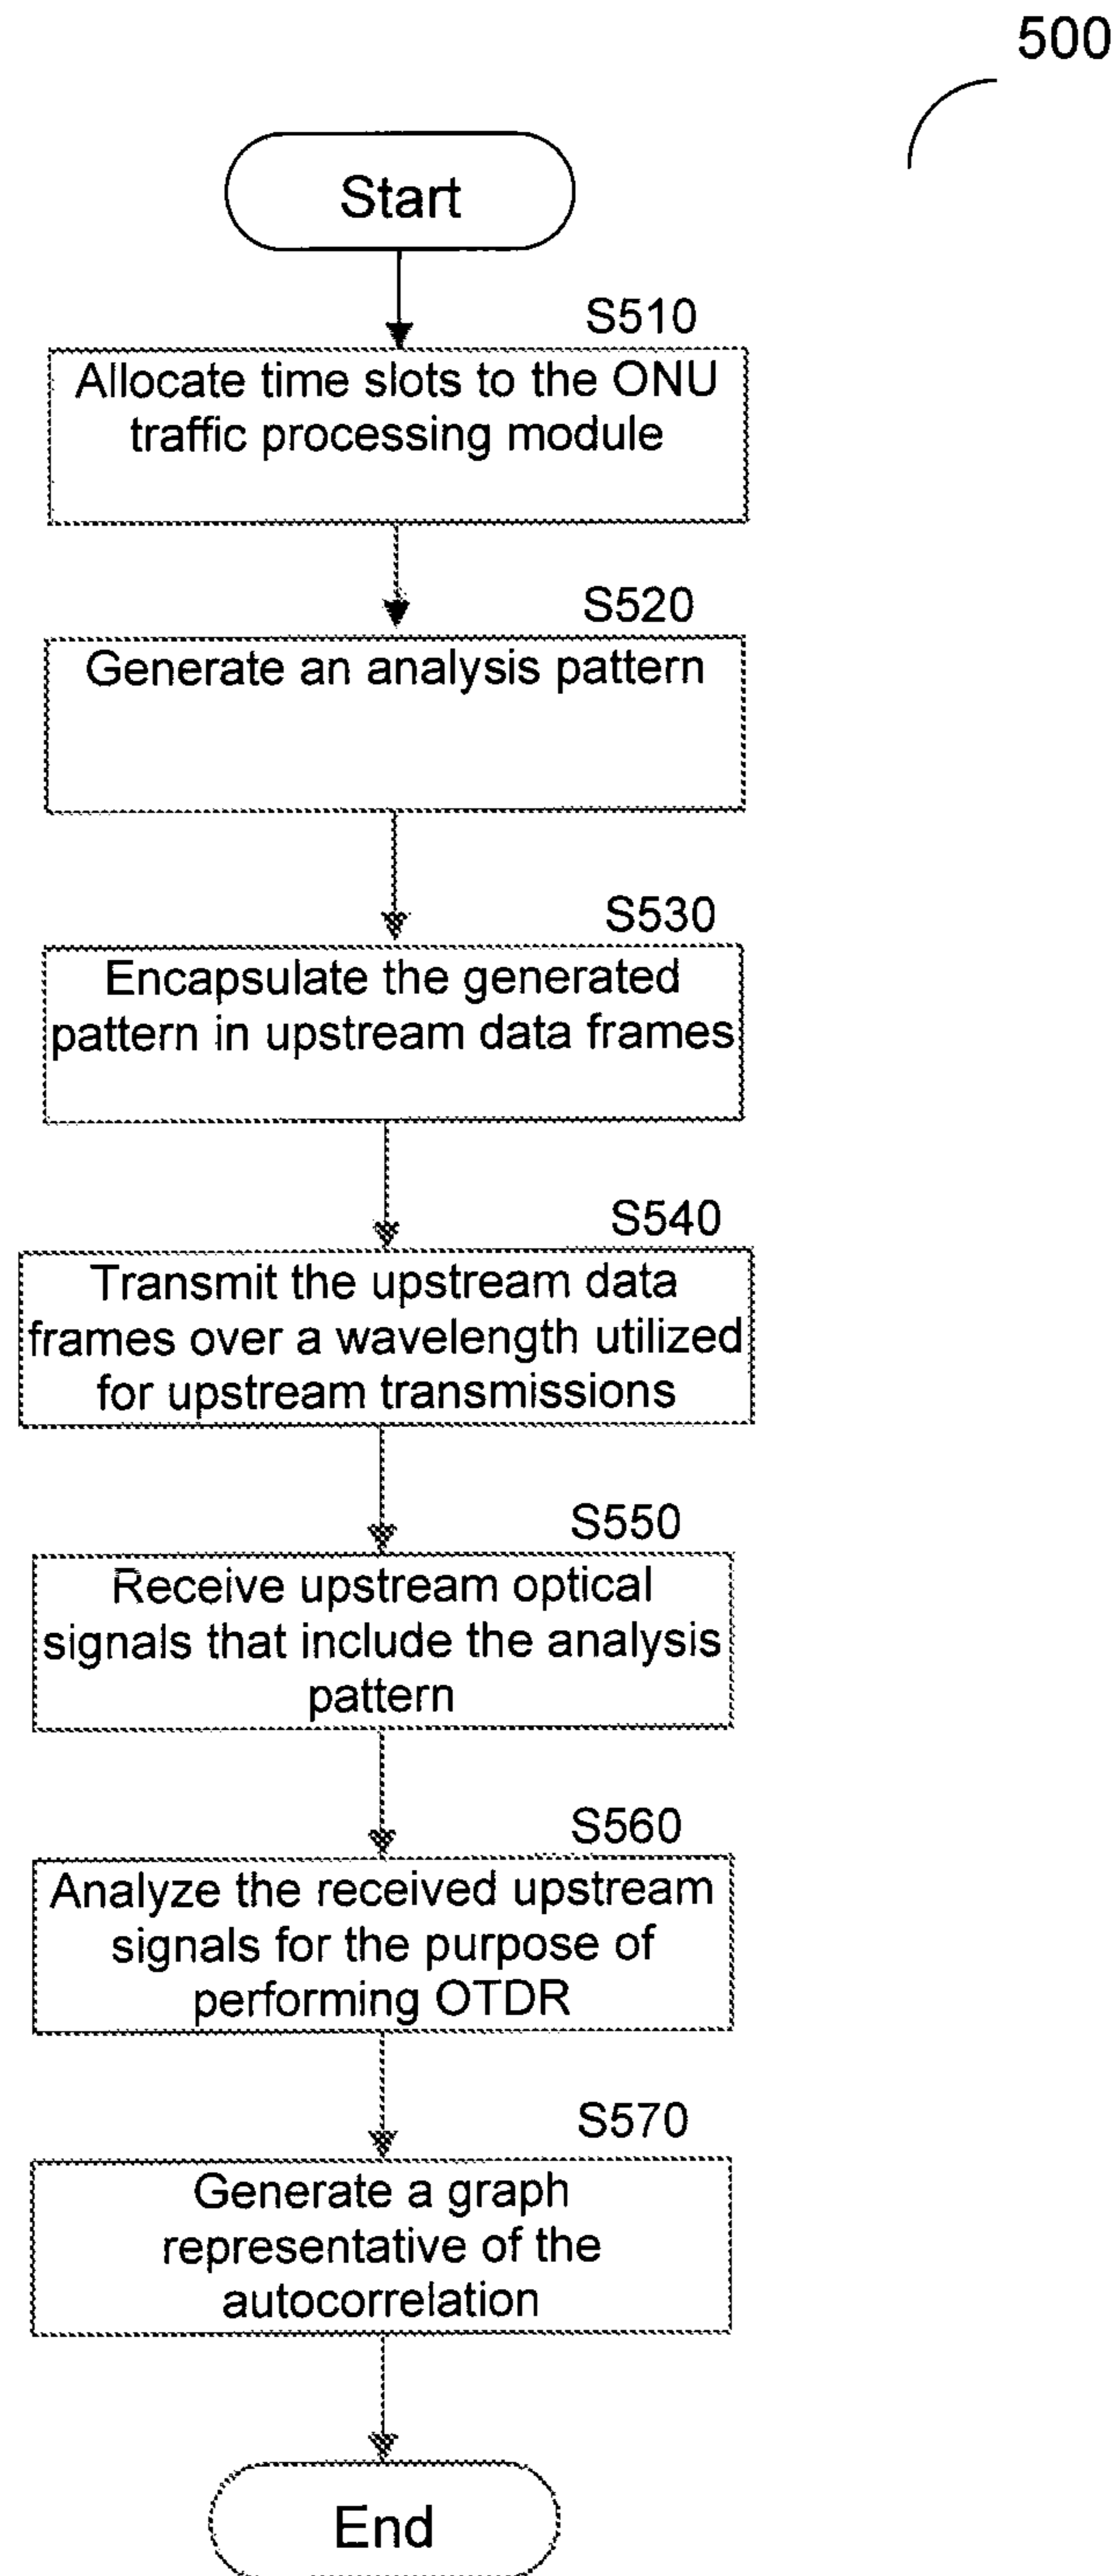 500
Start
S510
Allocate time slots to the ONU
traffic processing module
S520
Generate an analysis pattern
S530
Encapsulate the generated
pattern in upstream data frames
S540
Transmit the upstream data
frames over a wavelength utilized
for upstream transmissions
S550
Receive upstream optical
signals that include the analysis
pattern
S560
Analyze the received upstream
signals for the purpose of
performing OTDR
S570
Generate a graph
representative of the
autocorrelation
End